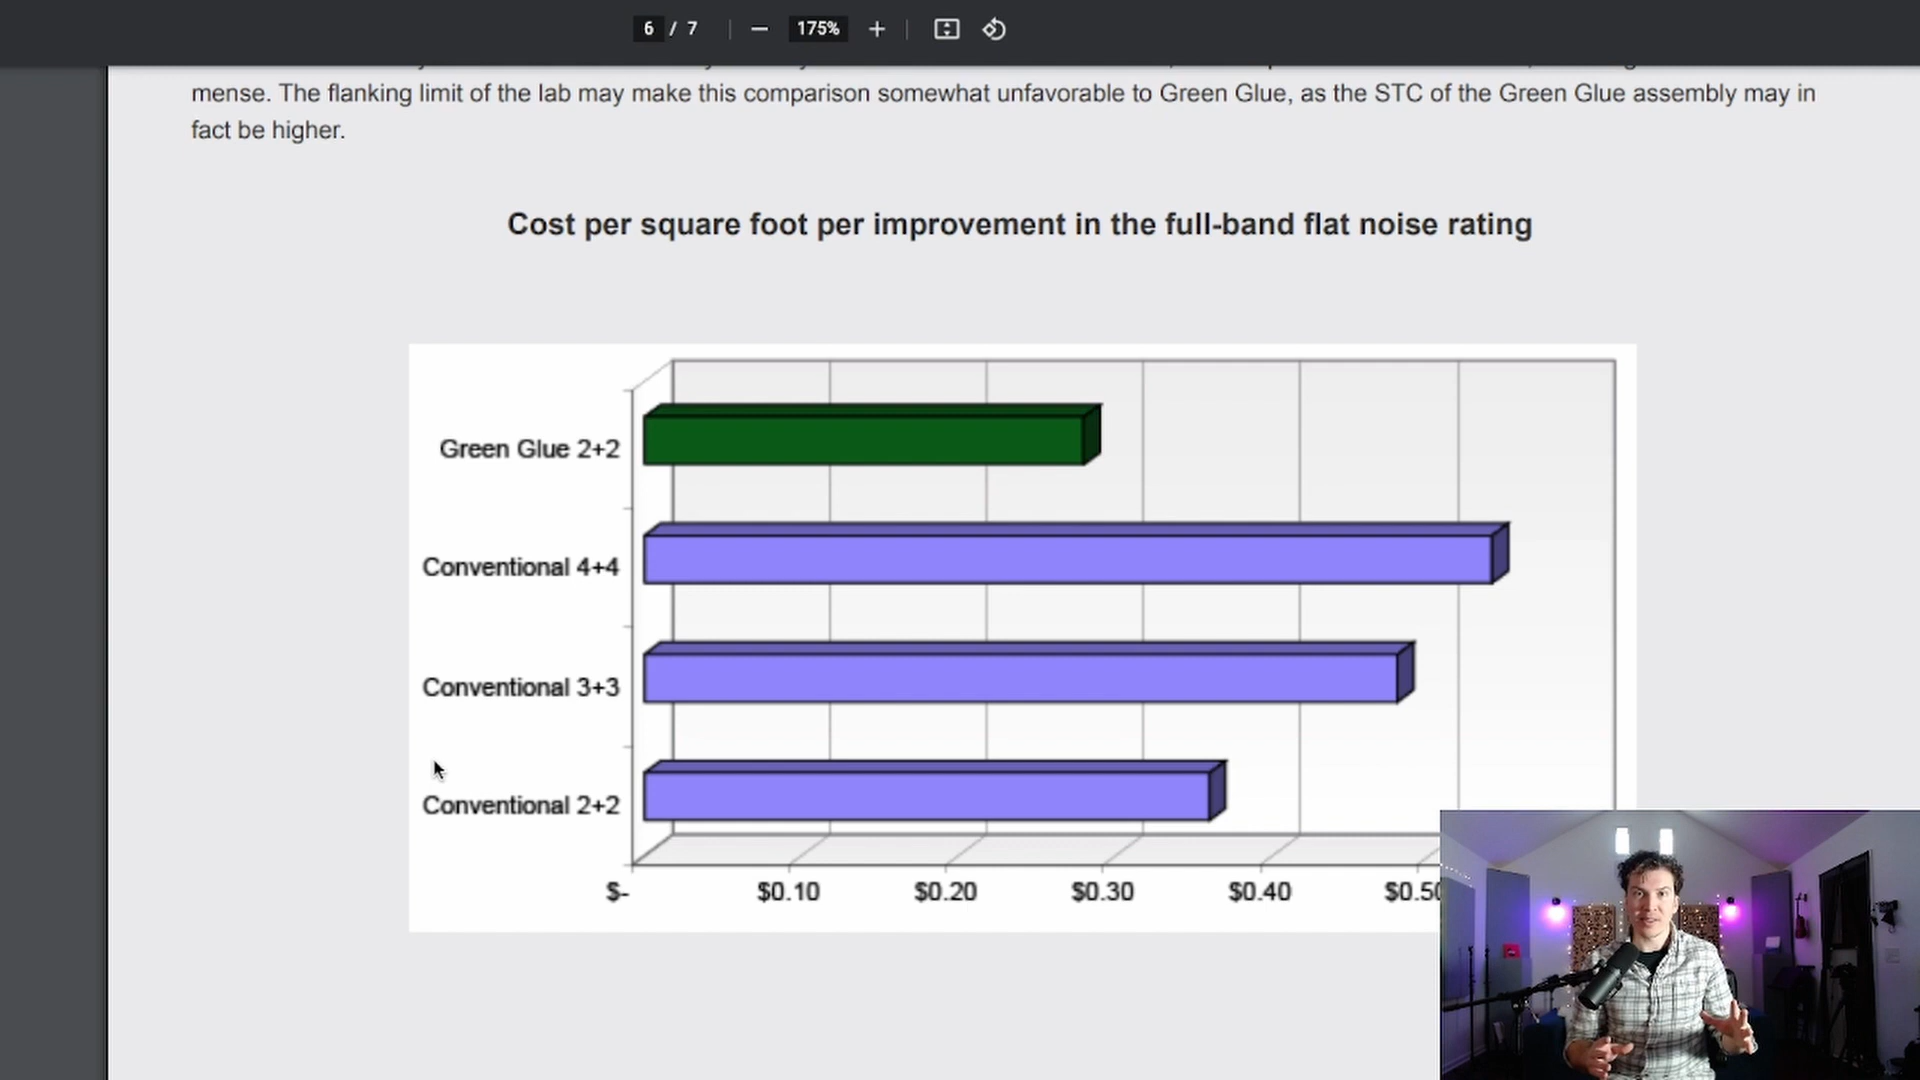 6 / 7
175%
mense. The flanking limit of the lab may make this comparison somewhat unfavorable to Green Glue, as the STC of the Green Glue assembly may in
fact be higher.
Cost per square foot per improvement in the full-band flat noise rating
Green Glue 2+2
Conventional 4+4
Conventional 3+3
Conventional 2+2
$- $0.10 $0.20 $0.30 $0.40 $0.50